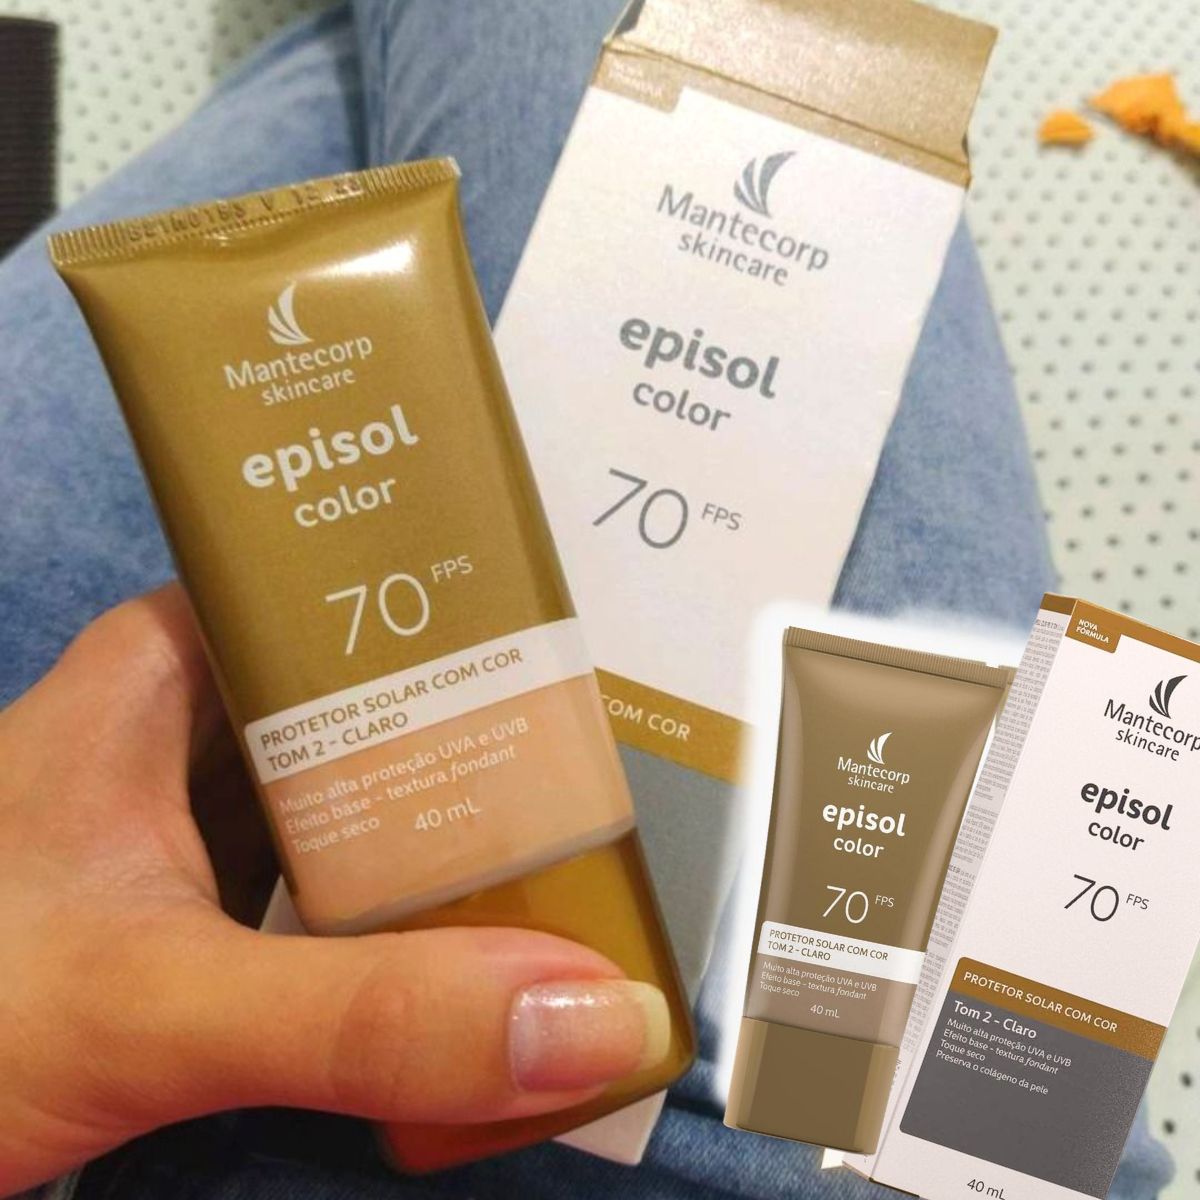 Mantecorp
skincare
episol
color
70 FPS
PROTETOR SOLAR COM COR
TOM 2 - CLARO
Muito alta proteção UVA e UVB
Efeito base - textura fondant
Toque seco
40 mL
Mantecorp
skincare
episol
color
70 FPS
COM COR
Mantecorp
skincare
episol
color
70 FPS
PROTETOR SOLAR COM COR
TOM 2 - CLARO
Muito alta proteção UVA e UVB
Efeito base - textura fondant
Toque seco
40 mL
NOVA
FÓRMULA
Mantecorp
skincare
episol
color
70 FPS
PROTETOR SOLAR COM COR
Tom 2 - Claro
Muito alta proteção UVA e UVB
Efeito base - textura fondant
Toque seco
Preserva o colágeno da pele
40 mL